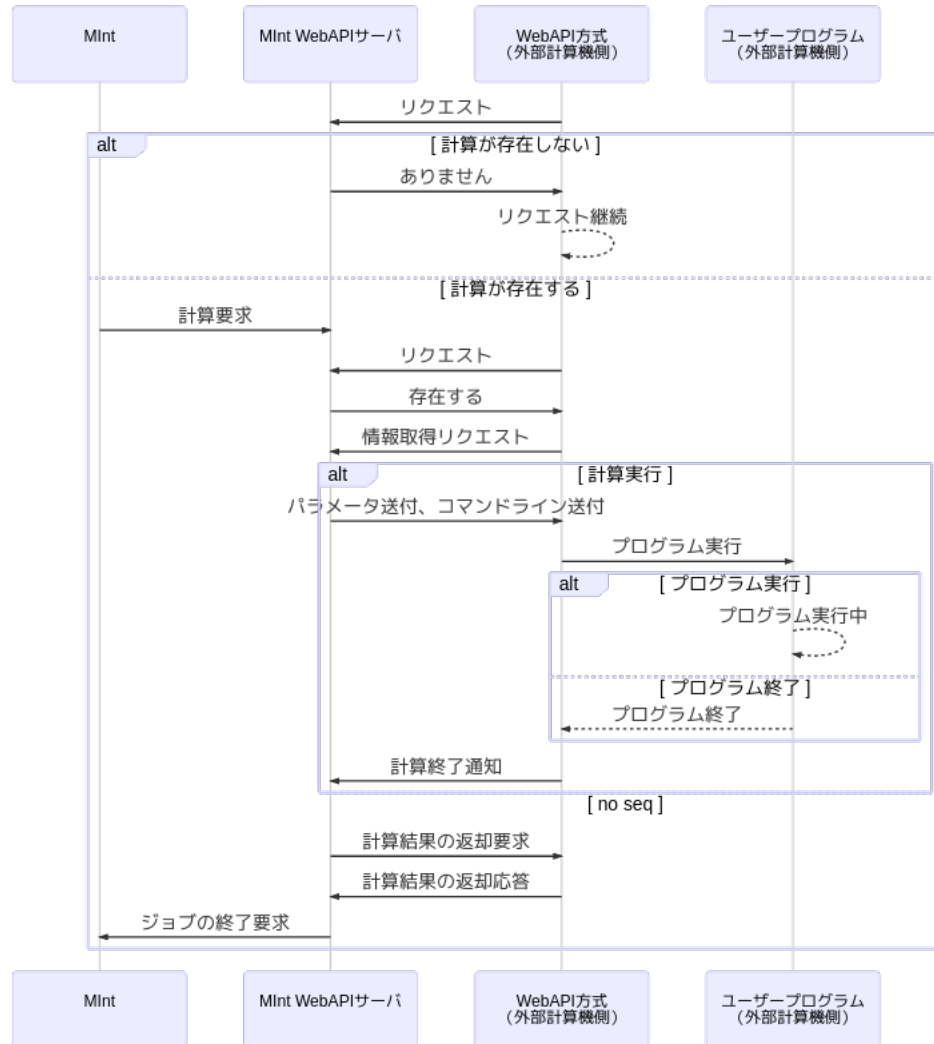 MInt
MInt WebAPIサーバ
WebAPI方式
(外部計算機側)
ユーザープログラム
(外部計算機側)
リクエスト
alt
[ 計算が存在しない ]
ありません
リクエスト継続
[ 計算が存在する ]
計算要求
リクエスト
存在する
情報取得リクエスト
alt
[ 計算実行 ]
パラメータ送付、コマンドライン送付
プログラム実行
alt
[ プログラム実行 ]
プログラム実行中
[ プログラム終了 ]
プログラム終了
計算終了通知
[ no seq ]
計算結果の返却要求
計算結果の返却応答
ジョブの終了要求
MInt
MInt WebAPIサーバ
WebAPI方式
(外部計算機側)
ユーザープログラム
(外部計算機側)